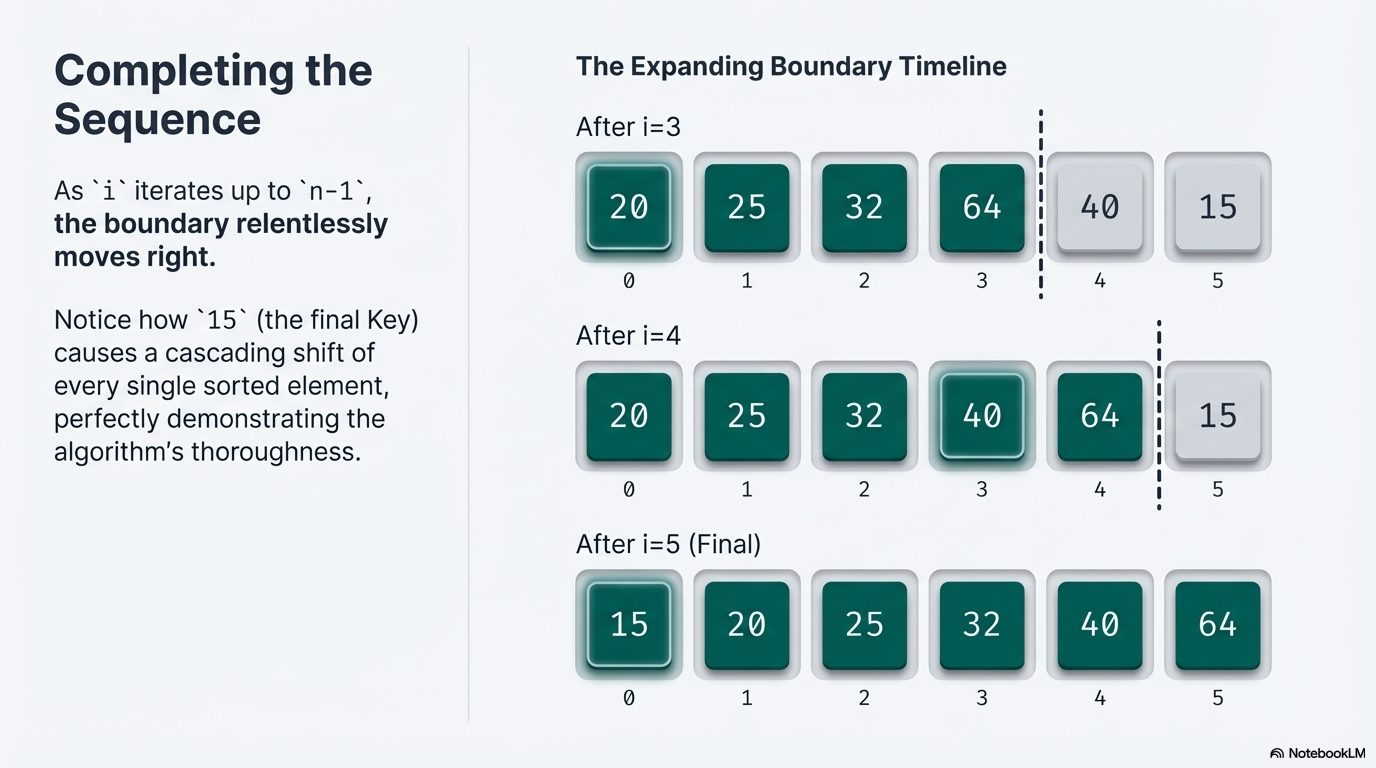 Completing the
Sequence
As `i` iterates up to `n-1`,
the boundary relentlessly
moves right.
Notice how `15` (the final Key)
causes a cascading shift of
every single sorted element,
perfectly demonstrating the
algorithm's thoroughness.
The Expanding Boundary Timeline
After i=3
20 25 32 64 40 15
0 1 2 3 4 5
After i=4
20 25 32 40 64 15
0 1 2 3 4 5
After i=5 (Final)
15 20 25 32 40 64
0 1 2 3 4 5
NotebookLM